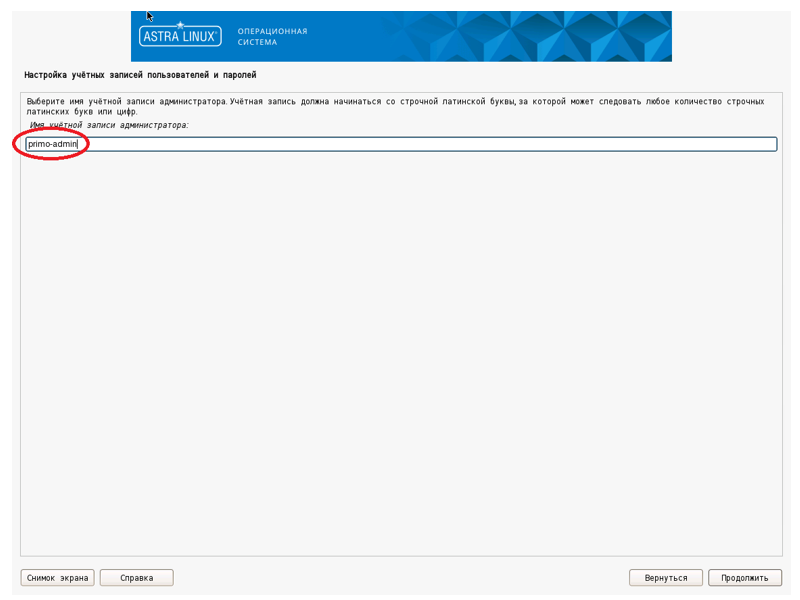 ASTRA LINUX®
ОПЕРАЦИОННАЯ
СИСТЕМА
Настройка учётных записей пользователей и паролей
Выберите имя учётной записи администратора. Учётная запись должна начинаться со строчной латинской буквы, за которой может следовать любое количество строчных
латинских букв или цифр.
Имя учётной записи администратора:
primo-admin
Снимок экрана
Справка
Вернуться
Продолжить